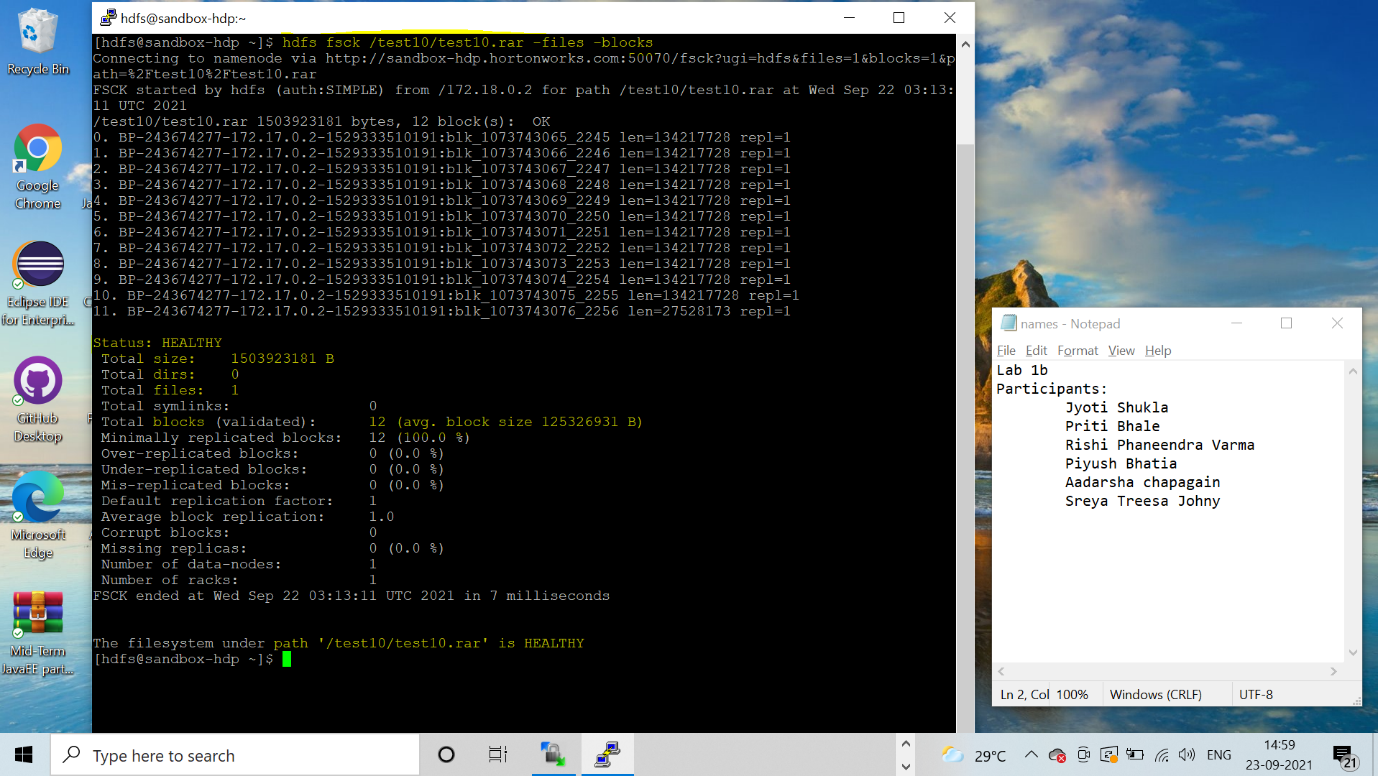 Recycle Bin
Google
Chrome
Eclipse IDE
for Enterpri...
GitHub
Desktop
Microsoft
Edge
Mid-Term
JavaEE part...
hdfs@sandbox-hdp:~
[hdfs@sandbox-hdp ~]$ hdfs fsck /test10/test10.rar -files -blocks
Connecting to namenode via http://sandbox-hdp.hortonworks.com:50070/fsck?ugi=hdfs&files=1&blocks=1&p
ath=%2Ftest10%2Ftest10.rar
FSCK started by hdfs (auth:SIMPLE) from /172.18.0.2 for path /test10/test10.rar at Wed Sep 22 03:13:
11 UTC 2021
/test10/test10.rar 1503923181 bytes, 12 block(s):  OK
0. BP-243674277-172.17.0.2-1529333510191:blk_1073743065_2245 len=134217728 repl=1
1. BP-243674277-172.17.0.2-1529333510191:blk_1073743066_2246 len=134217728 repl=1
2. BP-243674277-172.17.0.2-1529333510191:blk_1073743067_2247 len=134217728 repl=1
3. BP-243674277-172.17.0.2-1529333510191:blk_1073743068_2248 len=134217728 repl=1
4. BP-243674277-172.17.0.2-1529333510191:blk_1073743069_2249 len=134217728 repl=1
5. BP-243674277-172.17.0.2-1529333510191:blk_1073743070_2250 len=134217728 repl=1
6. BP-243674277-172.17.0.2-1529333510191:blk_1073743071_2251 len=134217728 repl=1
7. BP-243674277-172.17.0.2-1529333510191:blk_1073743072_2252 len=134217728 repl=1
8. BP-243674277-172.17.0.2-1529333510191:blk_1073743073_2253 len=134217728 repl=1
9. BP-243674277-172.17.0.2-1529333510191:blk_1073743074_2254 len=134217728 repl=1
10. BP-243674277-172.17.0.2-1529333510191:blk_1073743075_2255 len=134217728 repl=1
11. BP-243674277-172.17.0.2-1529333510191:blk_1073743076_2256 len=27528173 repl=1
Status: HEALTHY
Total size:    1503923181 B
Total dirs:    0
Total files:   1
Total symlinks:                0
Total blocks (validated):      12 (avg. block size 125326931 B)
Minimally replicated blocks:   12 (100.0 %)
Over-replicated blocks:        0 (0.0 %)
Under-replicated blocks:       0 (0.0 %)
Mis-replicated blocks:         0 (0.0 %)
Default replication factor:    1
Average block replication:     1.0
Corrupt blocks:                0
Missing replicas:              0 (0.0 %)
Number of data-nodes:          1
Number of racks:               1
FSCK ended at Wed Sep 22 03:13:11 UTC 2021 in 7 milliseconds
The filesystem under path '/test10/test10.rar' is HEALTHY
[hdfs@sandbox-hdp ~]$
names - Notepad
File Edit Format View Help
Lab 1b
Participants:
Jyoti Shukla
Priti Bhale
Rishi Phaneendra Varma
Piyush Bhatia
Aadarsha chapagain
Sreya Treesa Johny
Ln 2, Col 100% Windows (CRLF) UTF-8
Type here to search
29°C
ENG
14:59
23-09-2021
21